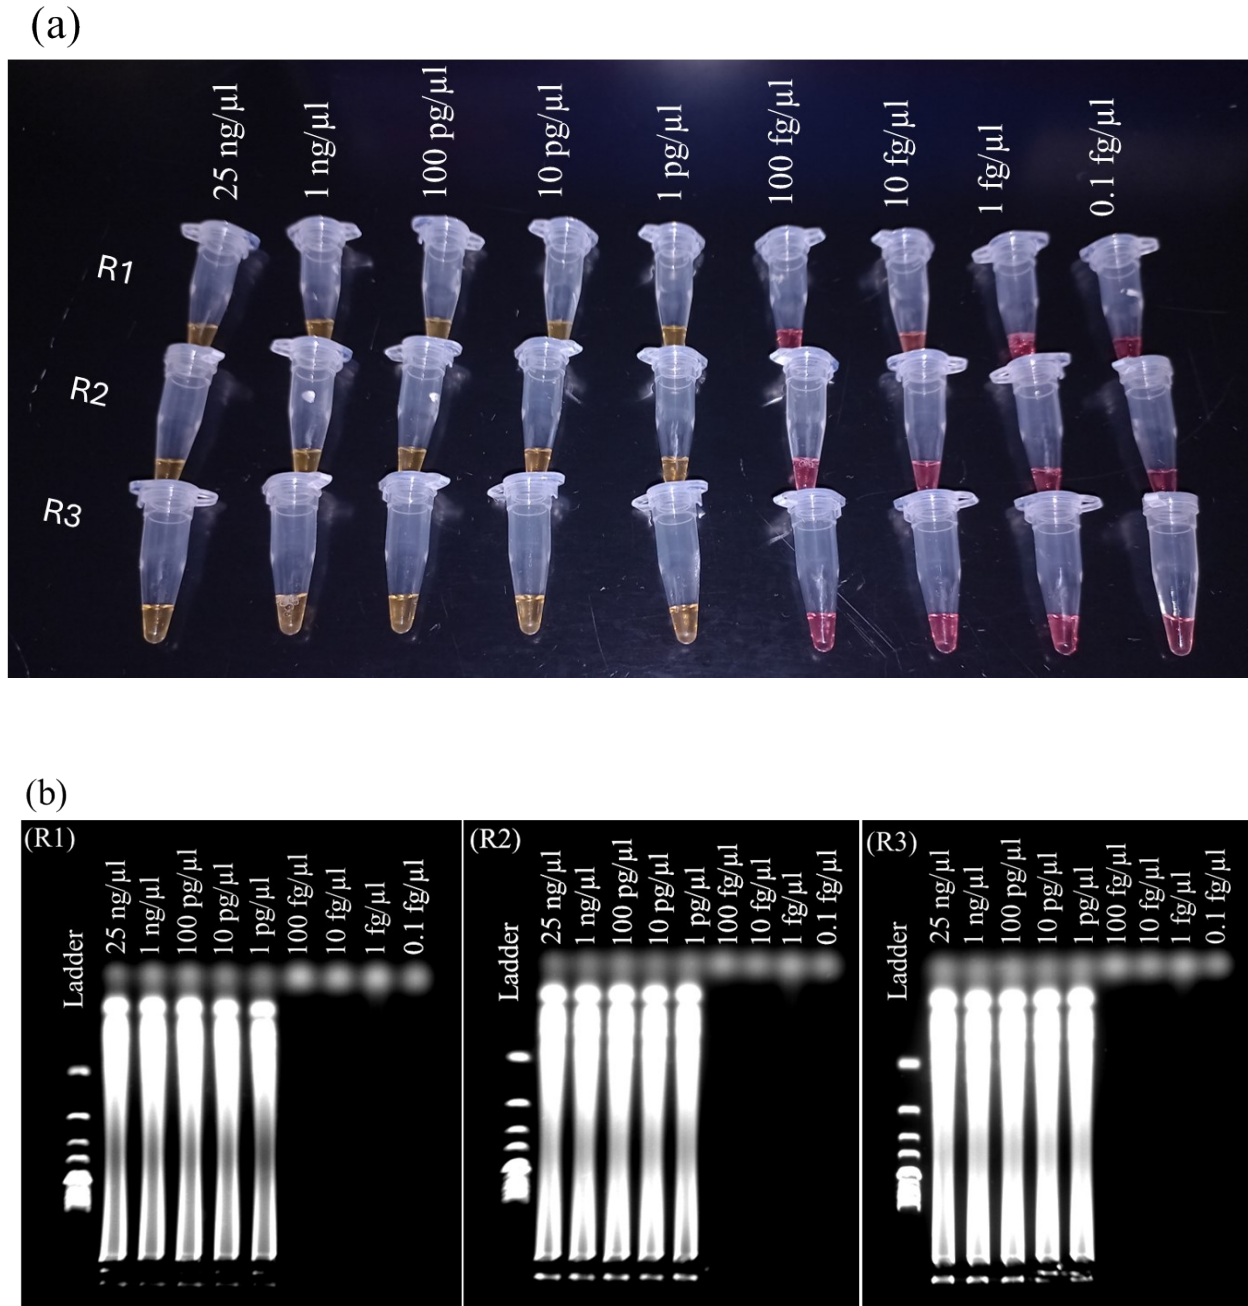 (a)
25 ng/µl
1 ng/µl
100 pg/µl
10 pg/µl
1 pg/µl
100 fg/µl
10 fg/µl
1 fg/µl
0.1 fg/µl
R1
R2
R3
(b)
(R1)
Ladder
25 ng/µl
1 ng/µl
100 pg/µl
10 pg/µl
1 pg/µl
100 fg/µl
10 fg/µl
1 fg/µl
0.1 fg/µl
(R2)
Ladder
25 ng/µl
1 ng/µl
100 pg/µl
10 pg/µl
1 pg/µl
100 fg/µl
10 fg/µl
1 fg/µl
0.1 fg/µl
(R3)
Ladder
25 ng/µl
1 ng/µl
100 pg/µl
10 pg/µl
1 pg/µl
100 fg/µl
10 fg/µl
1 fg/µl
0.1 fg/µl